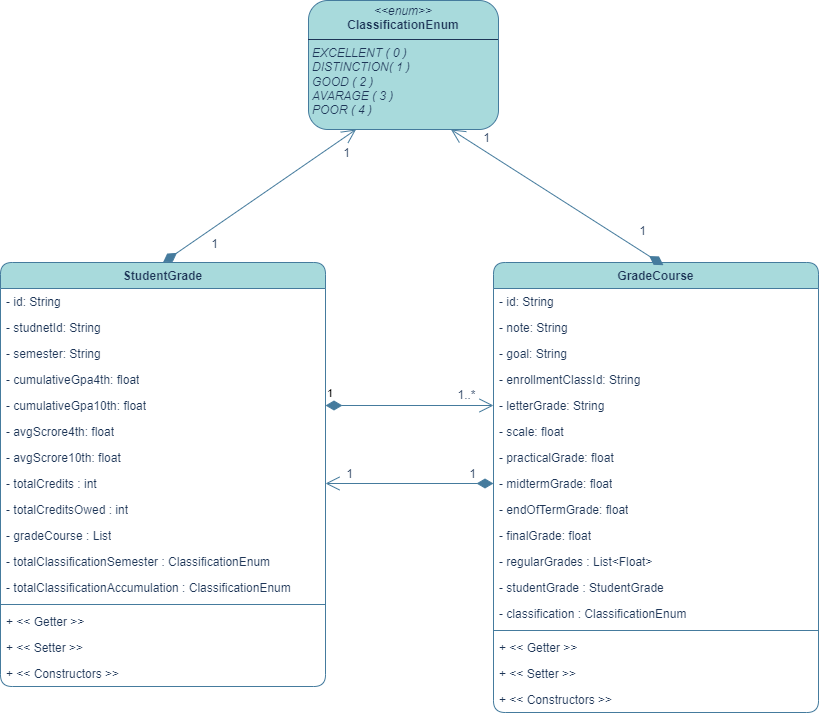 <<enum>>
ClassificationEnum
EXCELLENT ( 0 )
DISTINCTION( 1 )
GOOD ( 2 )
AVARAGE ( 3 )
POOR ( 4 )
1
1
1
1
StudentGrade
- id: String
- studnetId: String
- semester: String
- cumulativeGpa4th: float
- cumulativeGpa10th: float
- avgScrore4th: float
- avgScrore10th: float
- totalCredits : int
- totalCreditsOwed : int
- gradeCourse : List
- totalClassificationSemester : ClassificationEnum
- totalClassificationAccumulation : ClassificationEnum
+ << Getter >>
+ << Setter >>
+ << Constructors >>
1
1..*
1
1
GradeCourse
- id: String
- note: String
- goal: String
- enrollmentClassId: String
- letterGrade: String
- scale: float
- practicalGrade: float
- midtermGrade: float
- endOfTermGrade: float
- finalGrade: float
- regularGrades : List<Float>
- studentGrade : StudentGrade
- classification : ClassificationEnum
+ << Getter >>
+ << Setter >>
+ << Constructors >>